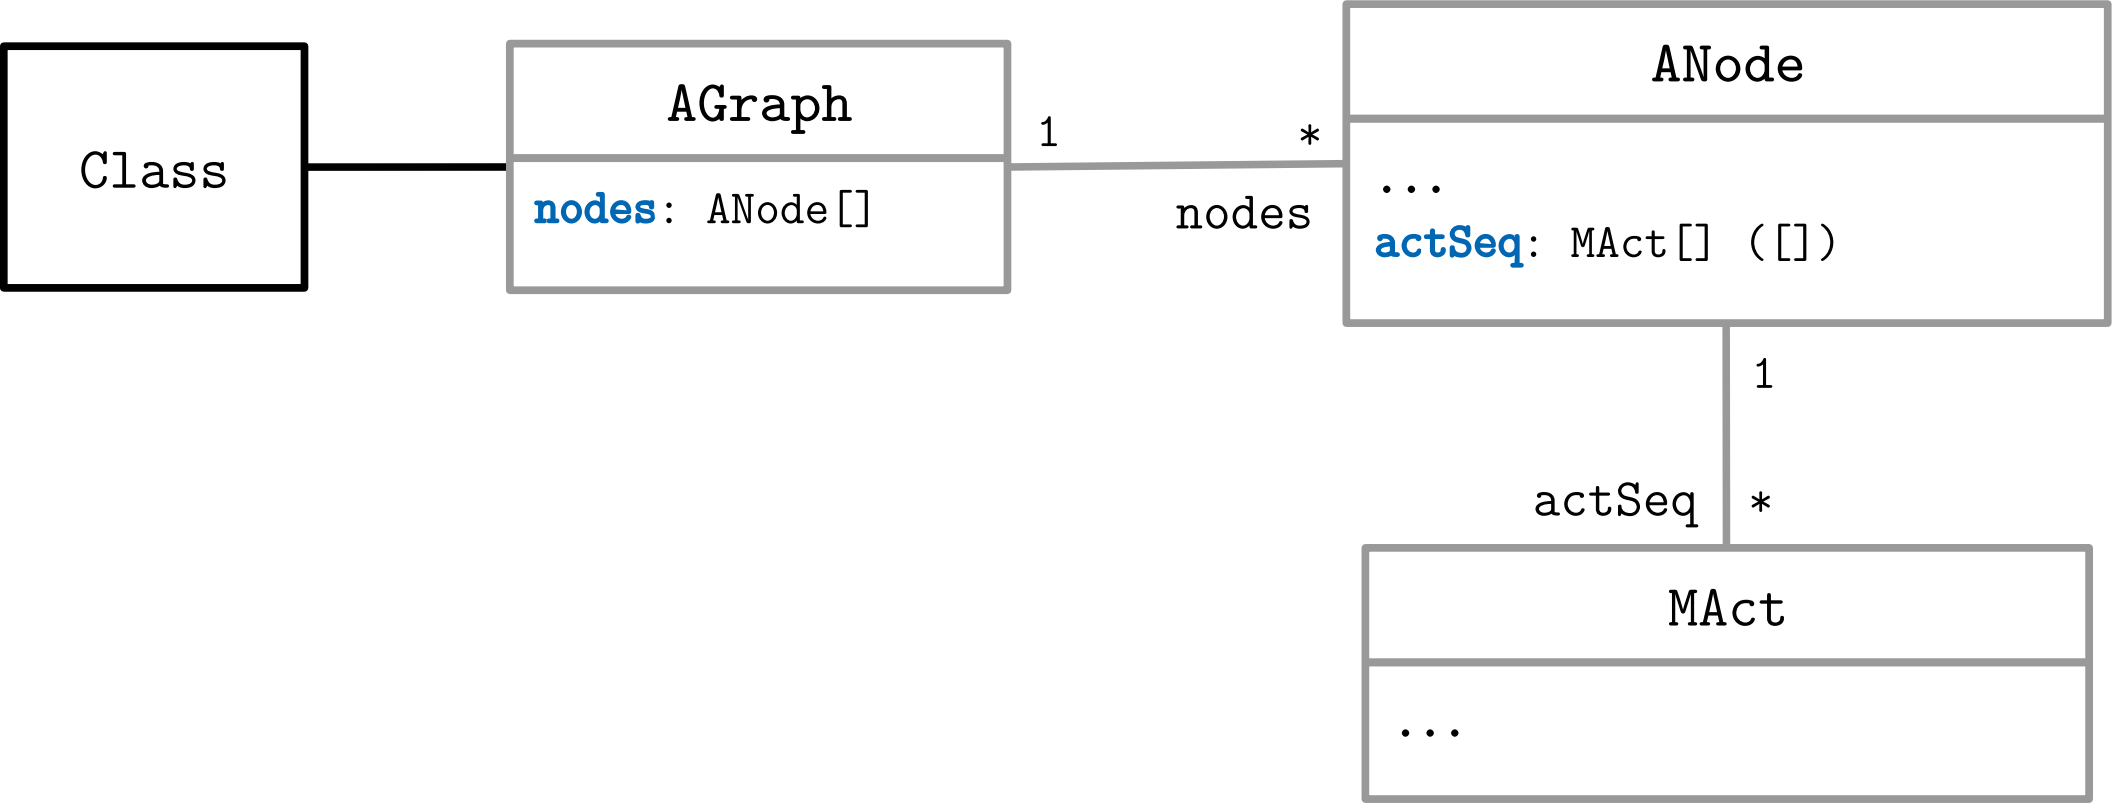 Class
AGraph
nodes: ANode[]
1
*
nodes
ANode
...
actSeq: MAct[] ([])
1
actSeq
*
MAct
...